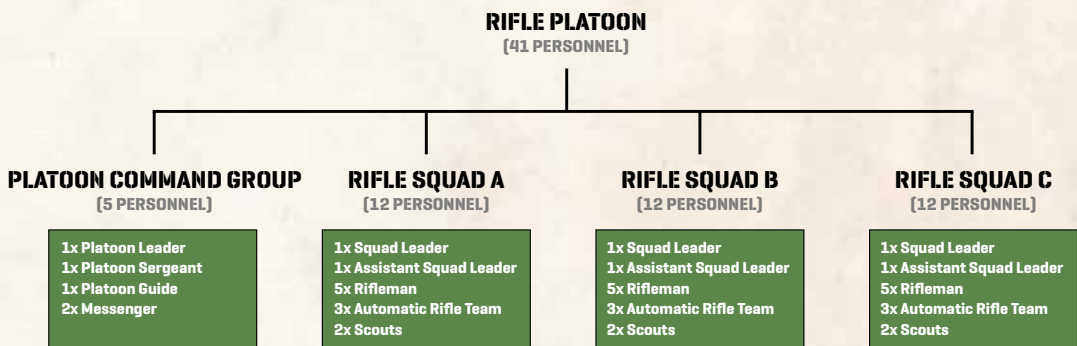 RIFLE PLATOON
(41 PERSONNEL)
PLATOON COMMAND GROUP
(5 PERSONNEL)
1x Platoon Leader
1x Platoon Sergeant
1x Platoon Guide
2x Messenger
RIFLE SQUAD A
(12 PERSONNEL)
1x Squad Leader
1x Assistant Squad Leader
5x Rifleman
3x Automatic Rifle Team
2x Scouts
RIFLE SQUAD B
(12 PERSONNEL)
1x Squad Leader
1x Assistant Squad Leader
5x Rifleman
3x Automatic Rifle Team
2x Scouts
RIFLE SQUAD C
(12 PERSONNEL)
1x Squad Leader
1x Assistant Squad Leader
5x Rifleman
3x Automatic Rifle Team
2x Scouts